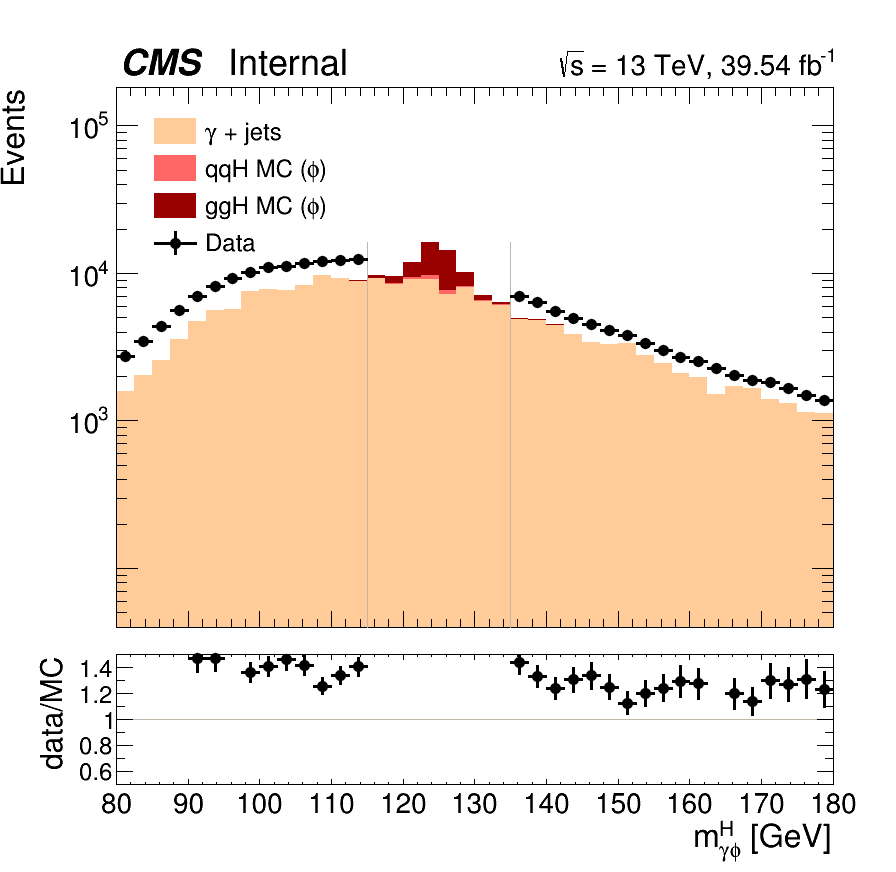 CMS Internal
√s = 13 TeV, 39.54 fb⁻¹
Events
10⁵
10⁴
10³
γ + jets
qqH MC (ϕ)
ggH MC (ϕ)
Data
data/MC
1.4
1.2
1
0.8
0.6
80 90 100 110 120 130 140 150 160 170 180
m^H_γϕ [GeV]